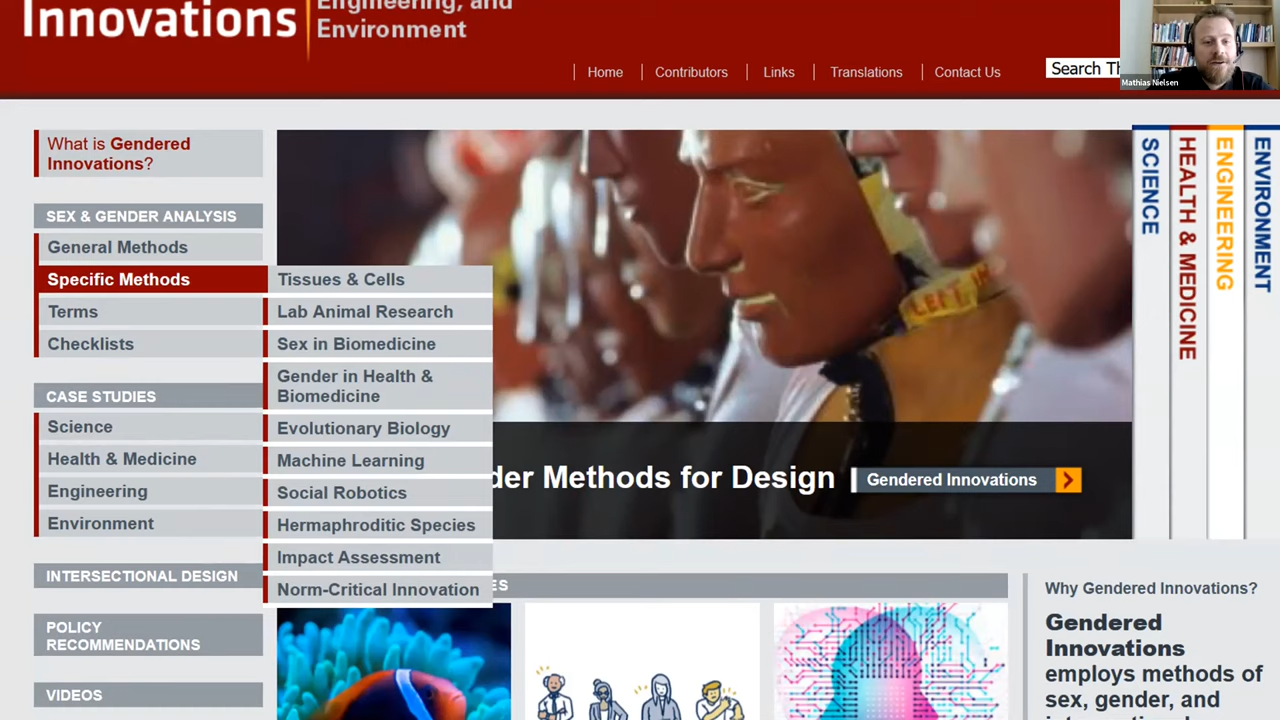 Innovations
Engineering, and
Environment
Home
Contributors
Links
Translations
Contact Us
Search Th
Mathias Nielsen
What is Gendered
Innovations?
SEX & GENDER ANALYSIS
General Methods
Specific Methods
Terms
Checklists
Tissues & Cells
Lab Animal Research
Sex in Biomedicine
Gender in Health &
Biomedicine
Evolutionary Biology
Machine Learning
Social Robotics
Hermaphroditic Species
Impact Assessment
Norm-Critical Innovation
CASE STUDIES
Science
Health & Medicine
Engineering
Environment
INTERSECTIONAL DESIGN
POLICY
RECOMMENDATIONS
VIDEOS
LEFT
der Methods for Design
Gendered Innovations
SCIENCE
HEALTH & MEDICINE
ENGINEERING
ENVIRONMENT
ES
Why Gendered Innovations?
Gendered
Innovations
employs methods of
sex, gender, and